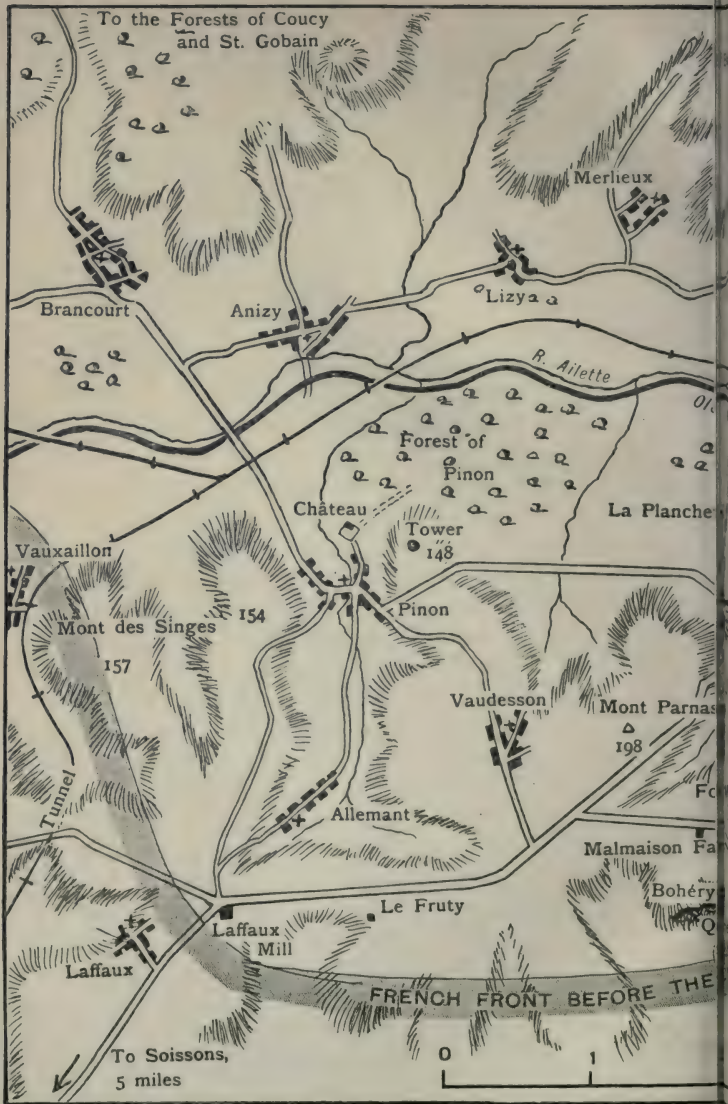 To the Forests of Coucy
and St. Gobain
Merlieux
Brancourt
Anizy
Lizy
R. Ailette
Forest of
Pinon
Château
Tower
148
La Planche
Vauxaillon
154
Mont des Singes
157
Pinon
Vaudesson
Mont Parnas
198
Tunnel
Allemant
Malmaison
Bohéry
Le Fruty
Laffaux
Mill
Laffaux
FRENCH FRONT BEFORE THE
To Soissons,
5 miles
0 1